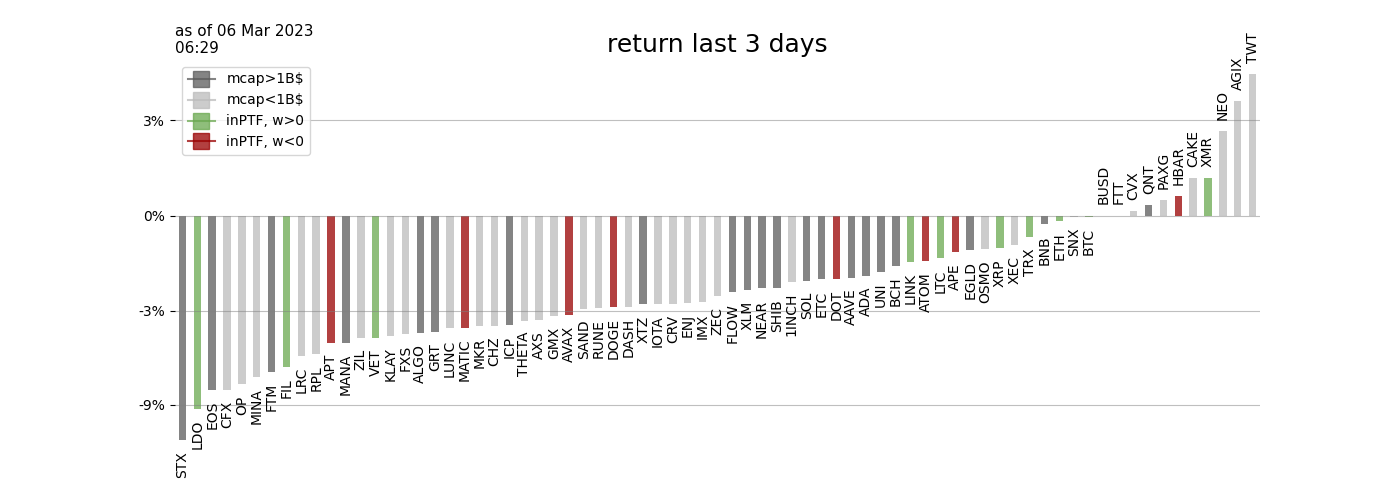 as of 06 Mar 2023
06:29
return last 3 days
mcap>1B$
mcap<1B$
inPTF, w>0
inPTF, w<0
3%
0%
-3%
-9%
STX
LDO
EOS
CFX
OP
MINA
FTM
FIL
LRC
RPL
APT
MANA
ZIL
VET
KLAY
FXS
ALGO
GRT
LUNC
MATIC
MKR
CHZ
ICP
THETA
AXS
GMX
AVAX
SAND
RUNE
DOGE
DASH
XTZ
IOTA
CRV
ENJ
IMX
ZEC
FLOW
XLM
NEAR
SHIB
1INCH
SOL
ETC
DOT
AAVE
ADA
UNI
BCH
LINK
ATOM
LTC
APE
EGLD
OSMO
XRP
XEC
TRX
BNB
ETH
SNX
BTC
BUSD
FTT
CVX
QNT
PAXG
HBAR
CAKE
XMR
NEO
AGIX
TWT